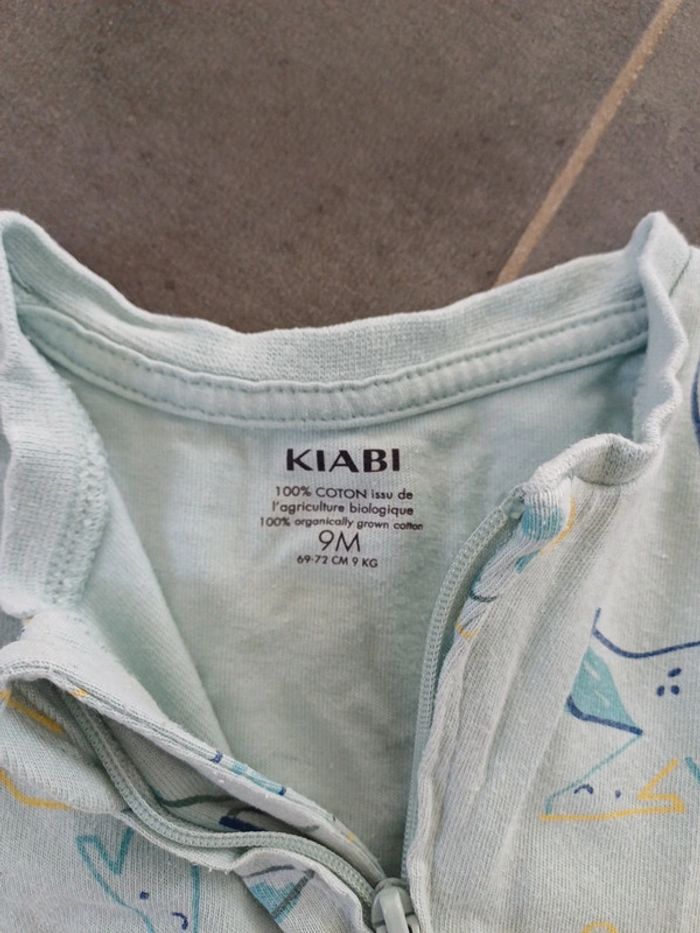 KIABI
100% COTON issu de
l'agriculture biologique
100% organically grown cotton
9M
69-72 CM 9 KG